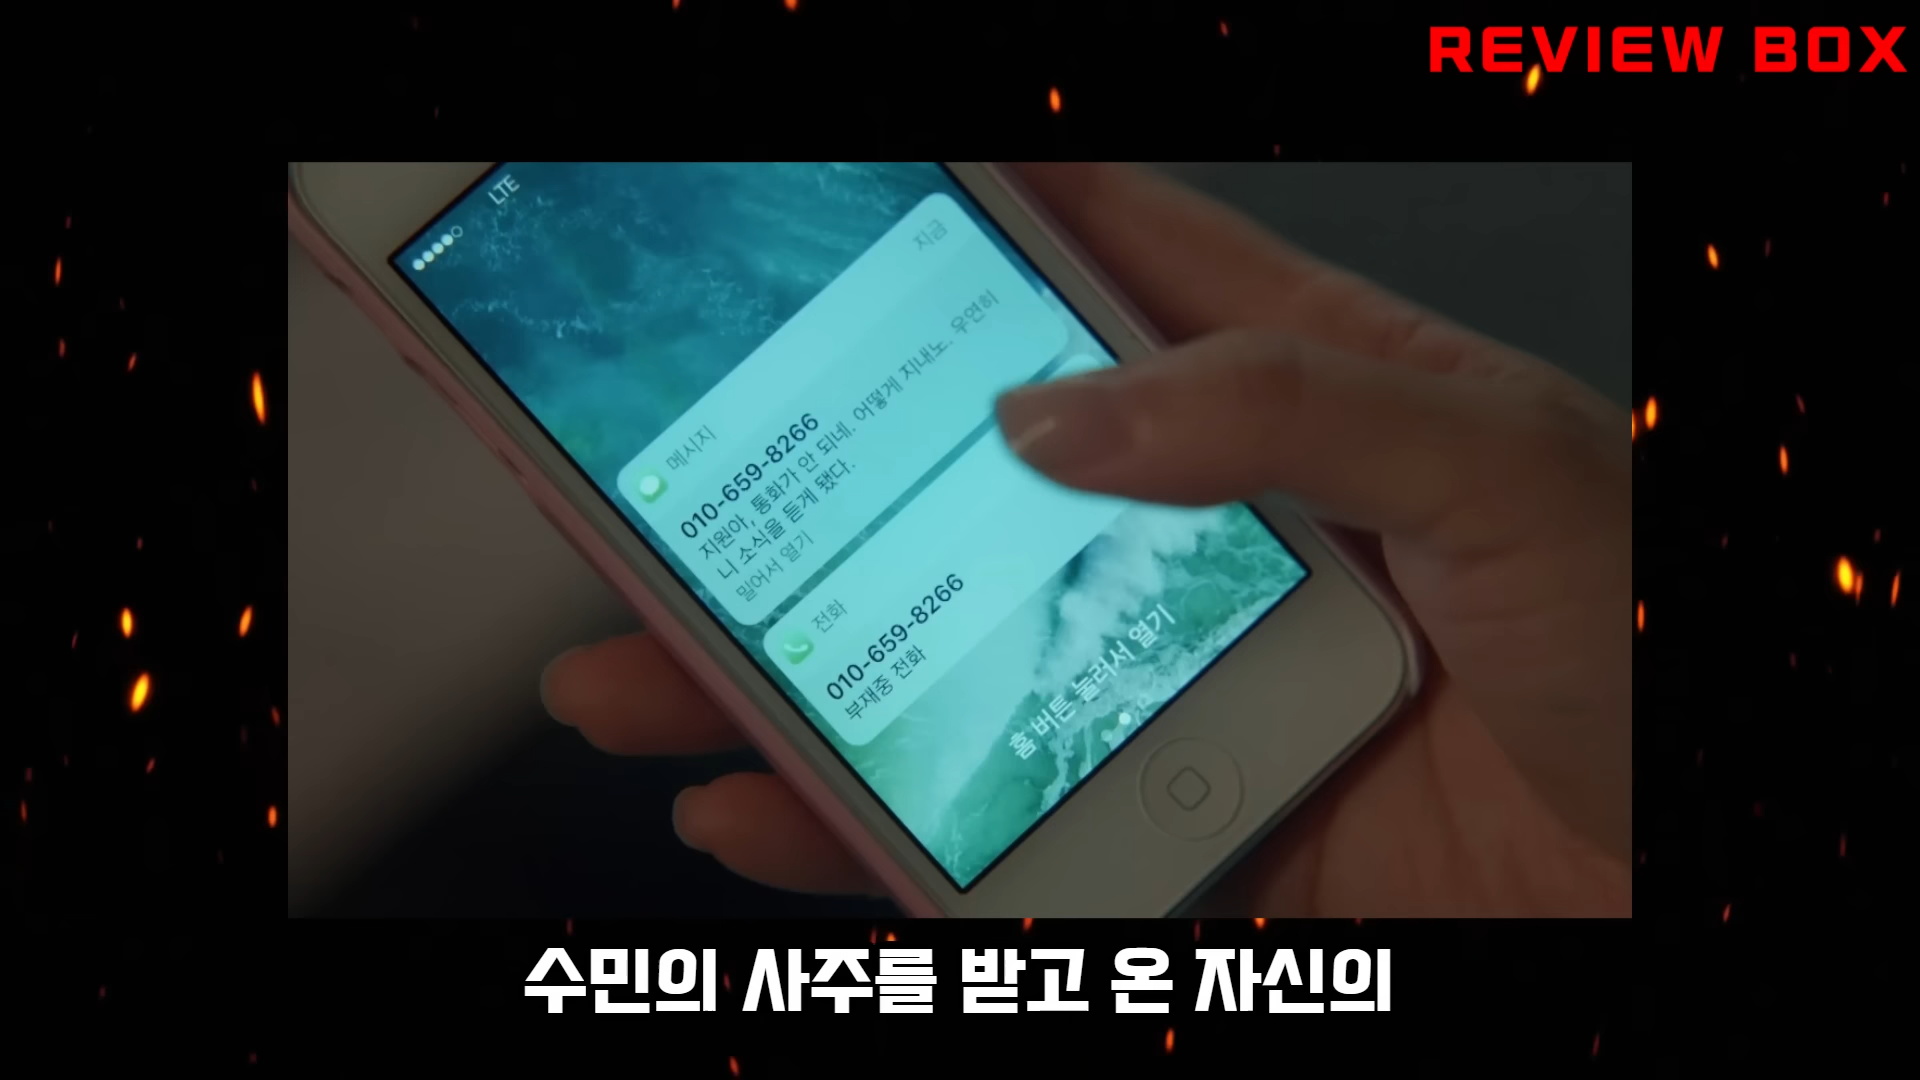 REVIEW BOX
LTE
메시지
지금
010-659-8266
지원아, 통화가 안 되네. 어떻게 지내노. 우연히
니 소식을 듣게 됐다.
밀어서 열기
전화
010-659-8266
부재중 전화
홈 버튼 눌러서 열기
수민의 사주를 받고 온 자신의